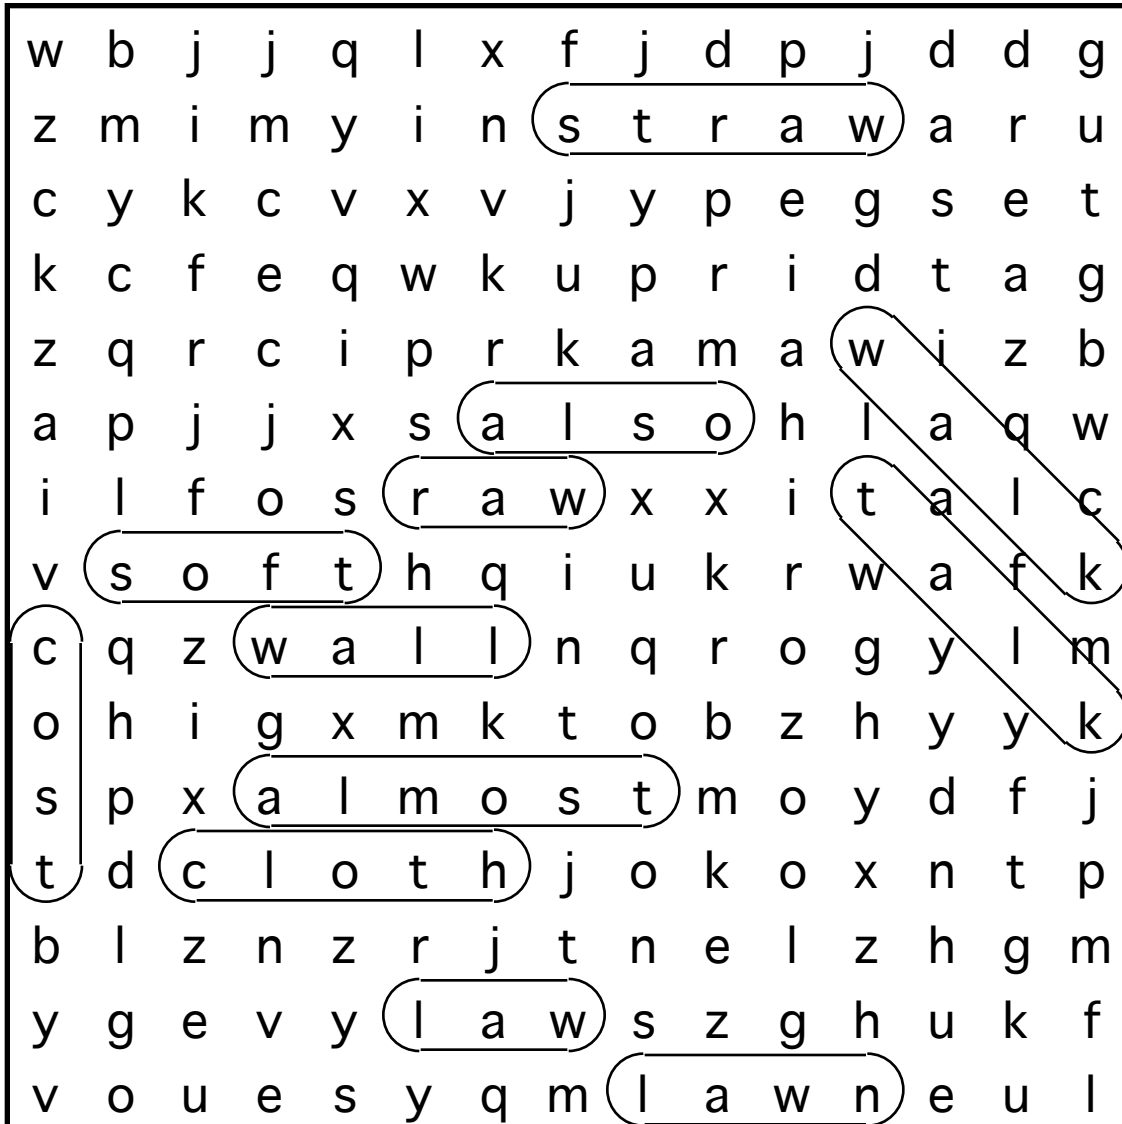 w b j j q l x f j d p j d d g
z m i m y i n s t r a w a r u
c y k c v x v j y p e g s e t
k c f e q w k u p r i d t a g
z q r c i p r k a m a w i z b
a p j j x s a l s o h l a q w
i l f o s r a w x x i t a l c
v s o f t h q i u k r w a f k
c q z w a l l n q r o g y l m
o h i g x m k t o b z h y y k
s p x a l m o s t m o y d f j
t d c l o t h j o k o x n t p
b l z n z r j t n e l z h g m
y g e v y l a w s z g h u k f
v o u e s y q m l a w n e u l